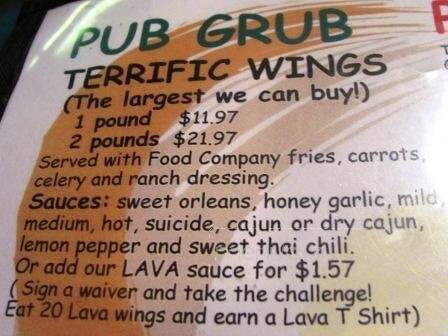 PUB GRUB
TERRIFIC WINGS
(The largest we can buy!)
1 pound $11.97
2 pounds $21.97
Served with Food Company fries, carrots,
celery and ranch dressing.
Sauces: sweet orleans, honey garlic, mild,
medium, hot, suicide, cajun or dry cajun,
lemon pepper and sweet thai chili.
Or add our LAVA sauce for $1.57
(Sign a waiver and take the challenge!
Eat 20 Lava wings and earn a Lava T Shirt)